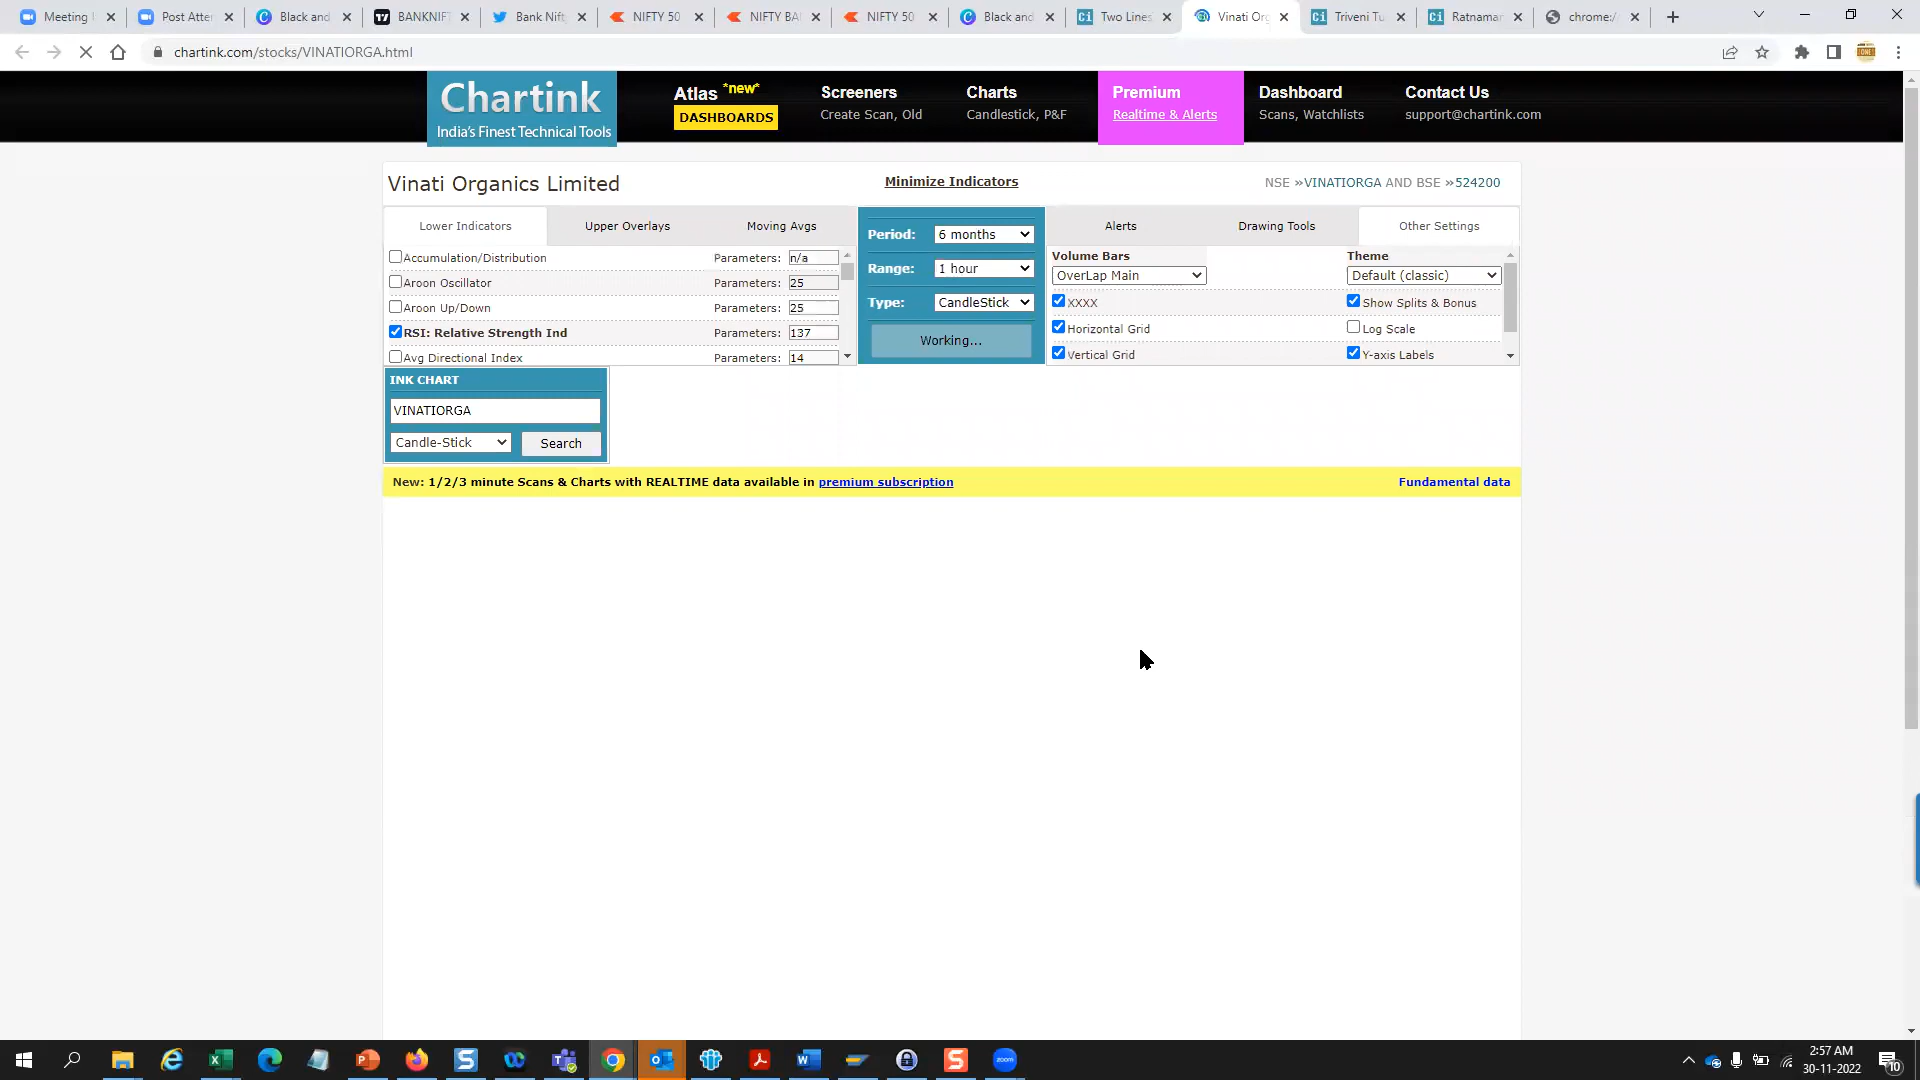 Meeting
Post Atte
Black and
BANKNIFT
Bank Nift
NIFTY 50
NIFTY BA
NIFTY 50
Black and
Two Lines
Vinati Org
Triveni Tu
Ratnamar
chrome:/
chartink.com/stocks/VINATIORGA.html
Chartink
India's Finest Technical Tools
Atlas *new*
DASHBOARDS
Screeners
Create Scan, Old
Charts
Candlestick, P&F
Premium
Realtime & Alerts
Dashboard
Scans, Watchlists
Contact Us
support@chartink.com
Vinati Organics Limited
Minimize Indicators
NSE »VINATIORGA AND BSE »524200
Lower Indicators
Upper Overlays
Moving Avgs
Accumulation/Distribution Parameters: n/a
Aroon Oscillator Parameters: 25
Aroon Up/Down Parameters: 25
RSI: Relative Strength Ind Parameters: 137
Avg Directional Index Parameters: 14
Period: 6 months
Range: 1 hour
Type: CandleStick
Working...
Alerts
Drawing Tools
Other Settings
Volume Bars
OverLap Main
XXXX
Horizontal Grid
Vertical Grid
Theme
Default (classic)
Show Splits & Bonus
Log Scale
Y-axis Labels
INK CHART
VINATIORGA
Candle-Stick
Search
New: 1/2/3 minute Scans & Charts with REALTIME data available in premium subscription
Fundamental data
zoom
2:57 AM
30-11-2022
10